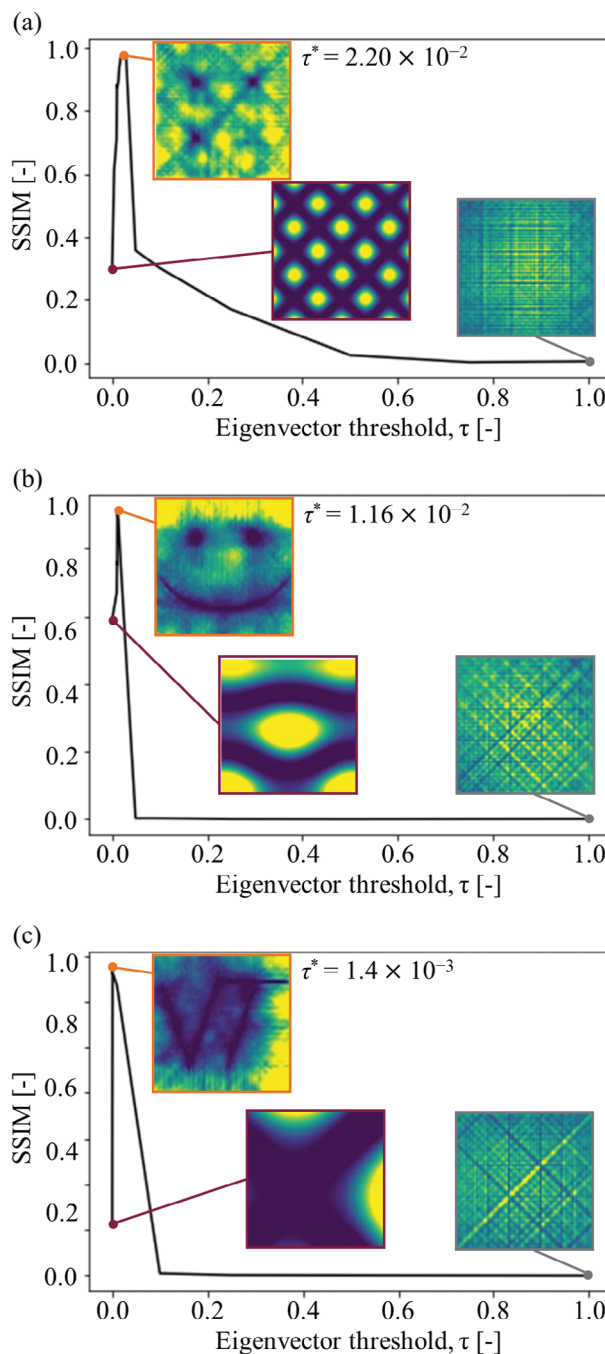 (a)
τ* = 2.20 × 10⁻²
SSIM [-]
1.0
0.8
0.6
0.4
0.2
0.0
0.0 0.2 0.4 0.6 0.8 1.0
Eigenvector threshold, τ [-]
(b)
τ* = 1.16 × 10⁻²
SSIM [-]
1.0
0.8
0.6
0.4
0.2
0.0
0.0 0.2 0.4 0.6 0.8 1.0
Eigenvector threshold, τ [-]
(c)
τ* = 1.4 × 10⁻³
SSIM [-]
1.0
0.8
0.6
0.4
0.2
0.0
0.0 0.2 0.4 0.6 0.8 1.0
Eigenvector threshold, τ [-]